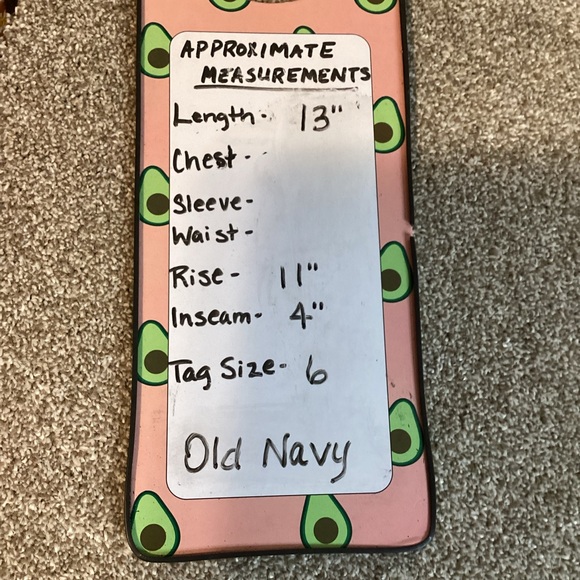 APPROXIMATE
MEASUREMENTS
Length- 13"
Chest-
Sleeve-
Waist-
Rise- 11"
Inseam- 4"
Tag Size- 6
Old Navy